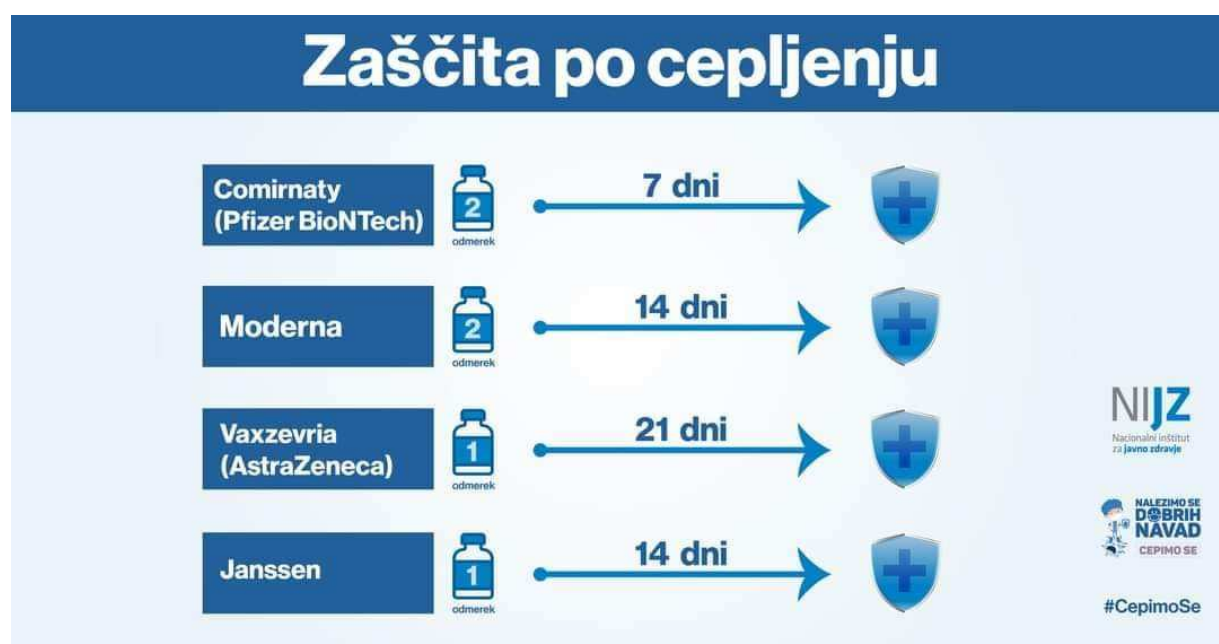 Zaščita po cepljenju
Comirnaty
(Pfizer BioNTech)
2
odmerek
7 dni
Moderna
2
odmerek
14 dni
Vaxzevria
(AstraZeneca)
1
odmerek
21 dni
Janssen
1
odmerek
14 dni
NIJZ
Nacionalni inštitut
za javno zdravje
NALEZIMO SE
DOBRIH
NAVAD
CEPIMO SE
#CepimoSe